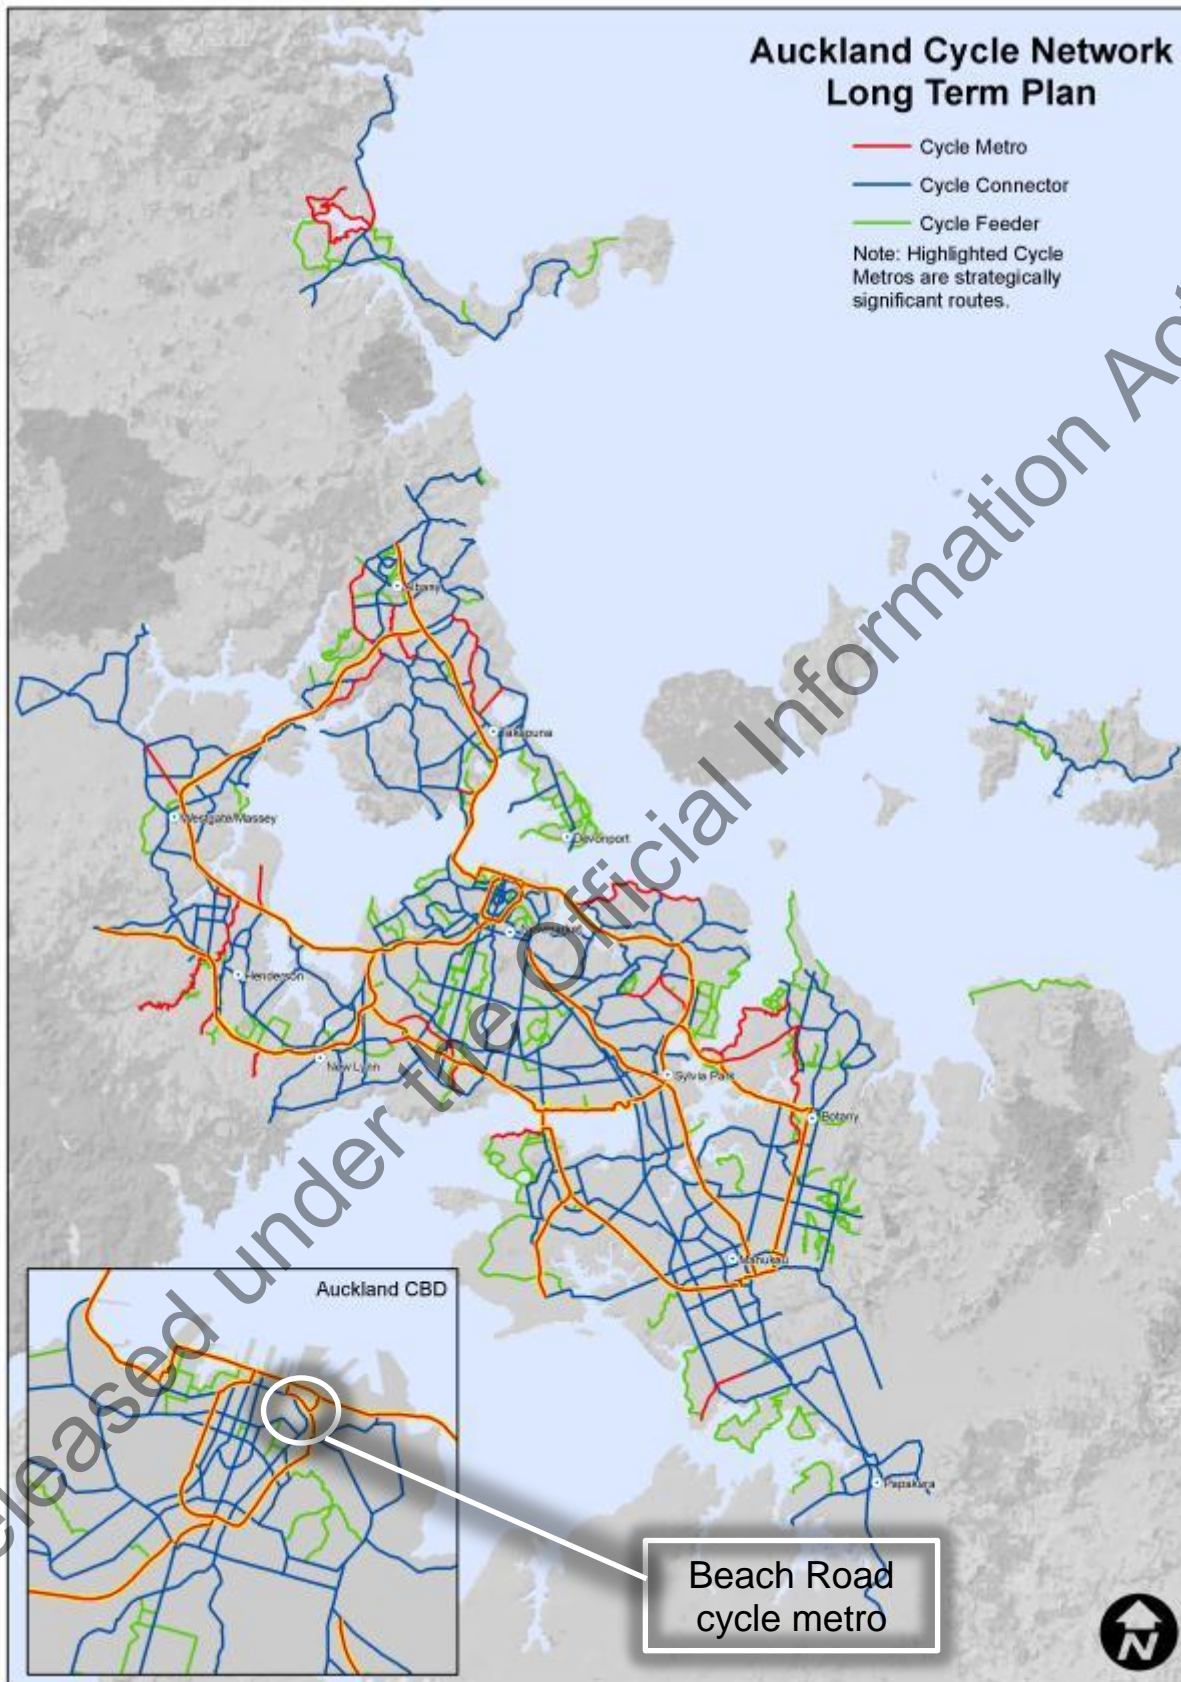 Auckland Cycle Network
Long Term Plan
Cycle Metro
Cycle Connector
Cycle Feeder
Note: Highlighted Cycle
Metros are strategically
significant routes.
Albany
Takapuna
Westgate/Massey
Devonport
Newmarket
Henderson
New Lynn
Sylvia Park
Botany
Manukau
Papakura
Auckland CBD
Beach Road
cycle metro
N
Released under the Official Information Act